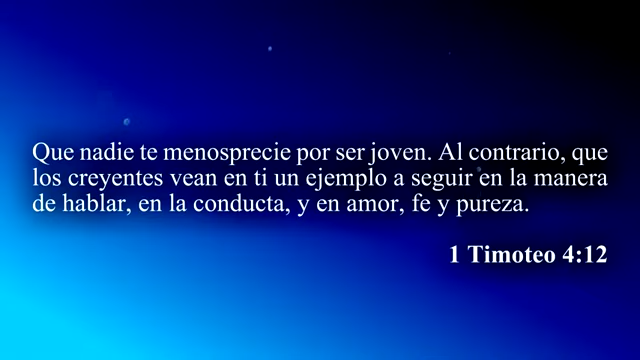 Que nadie te menosprecie por ser joven. Al contrario, que
los creyentes vean en ti un ejemplo a seguir en la manera
de hablar, en la conducta, y en amor, fe y pureza.
1 Timoteo 4:12